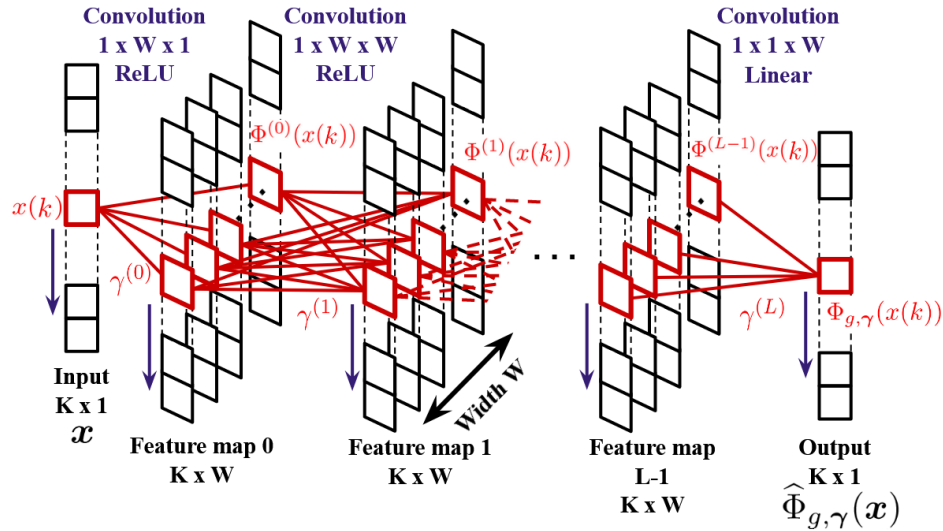 Convolution
1 x W x 1
ReLU
Convolution
1 x W x W
ReLU
Convolution
1 x 1 x W
Linear
Φ^{(0)}(x(k))
Φ^{(1)}(x(k))
Φ^{(L−1)}(x(k))
x(k)
γ^{(0)}
γ^{(1)}
...
γ^{(L)}
Φ_{g,γ}(x(k))
Width W
Input
K x 1
x
Feature map 0
K x W
Feature map 1
K x W
Feature map
L-1
K x W
Output
K x 1
Φ̂_{g,γ}(x)